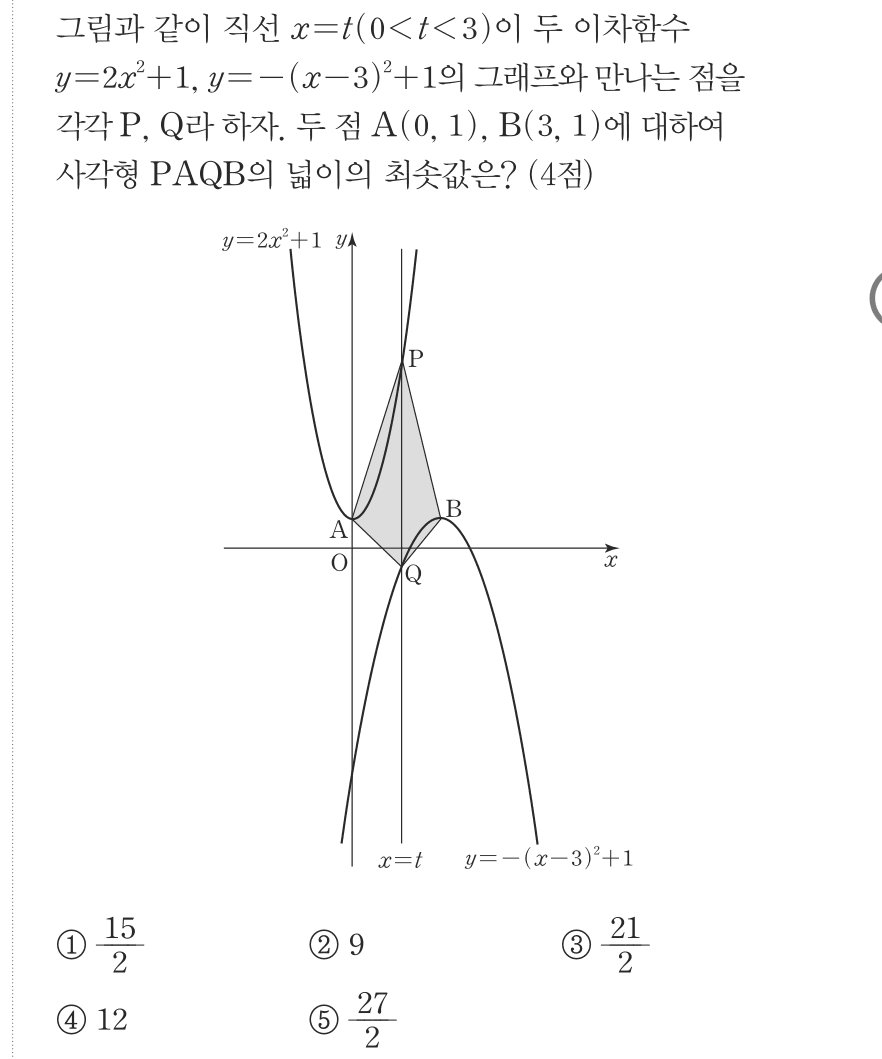 그림과 같이 직선 x=t(0<t<3)이 두 이차함수
y=2x²+1, y=-(x-3)²+1의 그래프와 만나는 점을
각각 P, Q라 하자. 두 점 A(0, 1), B(3, 1)에 대하여
사각형 PAQB의 넓이의 최솟값은? (4점)
y=2x²+1 y
P
B
A
O
x
Q
x=t y=-(x-3)²+1
① 15/2 ② 9 ③ 21/2
④ 12 ⑤ 27/2